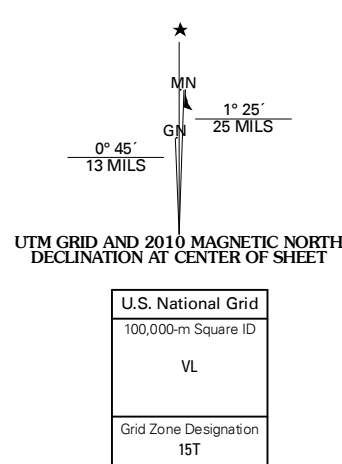 ★
MN
1° 25´
25 MILS
GN
0° 45´
13 MILS
UTM GRID AND 2010 MAGNETIC NORTH
DECLINATION AT CENTER OF SHEET
U.S. National Grid
100,000-m Square ID
VL
Grid Zone Designation
15T